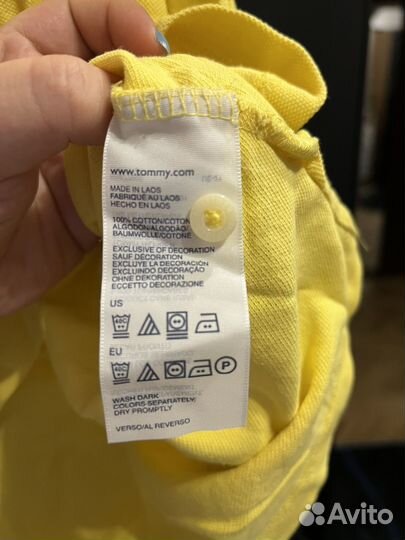 www.tommy.com
MADE IN LAOS
FABRIQUÉ AU LAOS
HECHO EN LAOS
100% COTTON/COTON
ALGODÓN/ALGODÃO/
BAUMWOLLE/COTONE
EXCLUSIVE OF DECORATION
SAUF DÉCORATION
EXCLUYE LA DECORACIÓN
EXCLUINDO DECORAÇÃO
OHNE DEKORATION
ECCETTO DECORAZIONE
US
40C
EU
40C
P
WASH DARK
COLORS SEPARATELY;
DRY PROMPTLY
VERSO/AL REVERSO
Avito